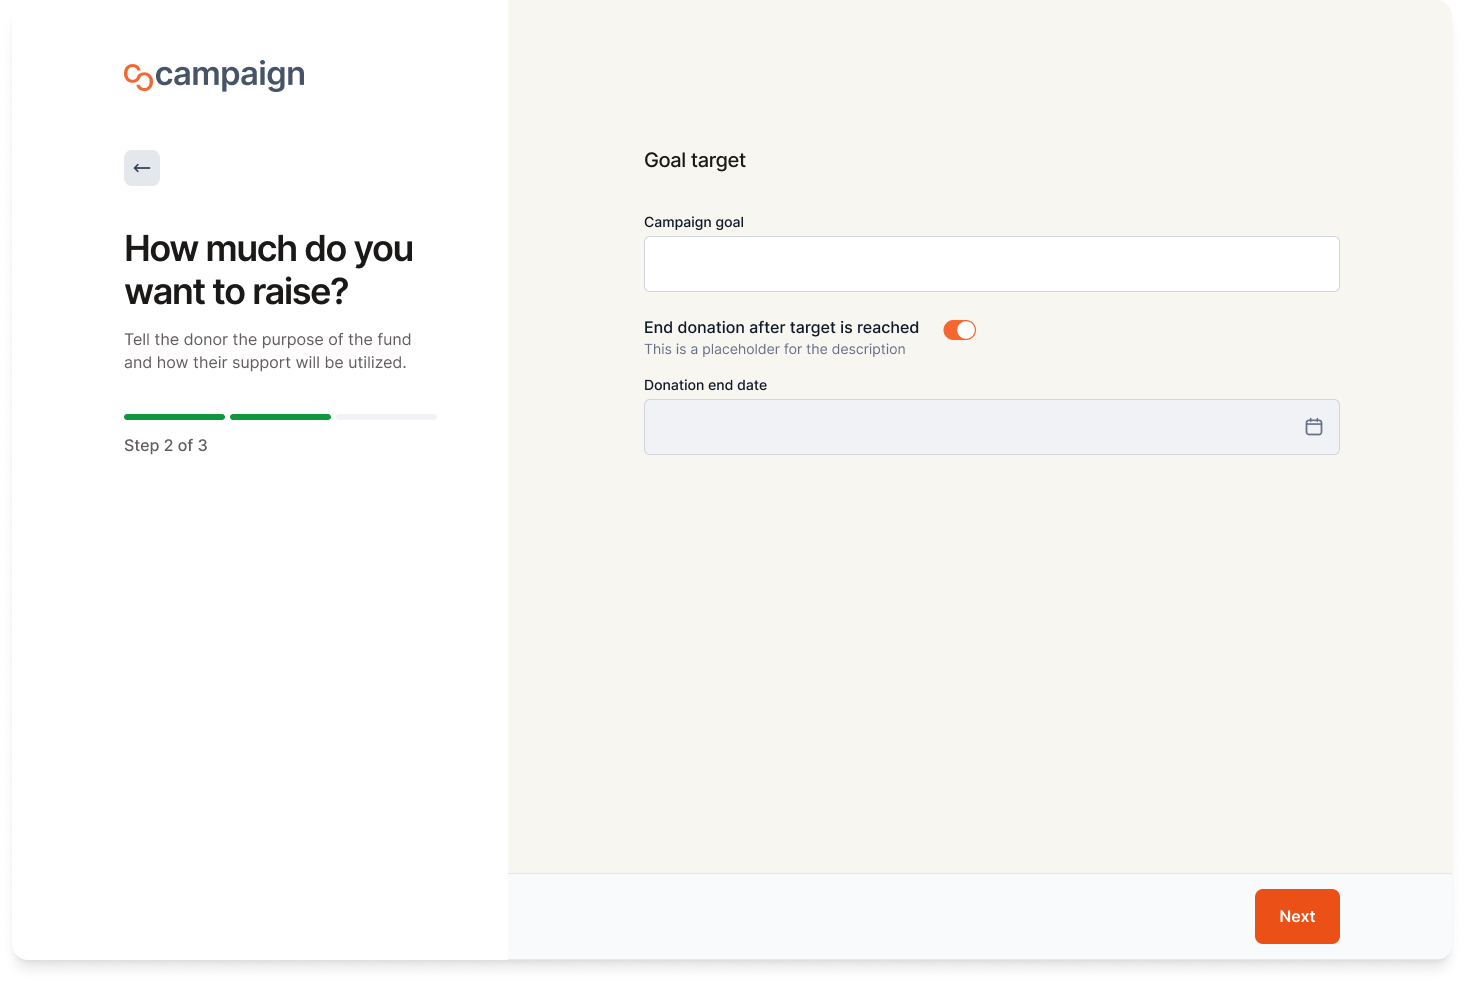 campaign
How much do you
want to raise?
Tell the donor the purpose of the fund
and how their support will be utilized.
Step 2 of 3
Goal target
Campaign goal
End donation after target is reached
This is a placeholder for the description
Donation end date
Next